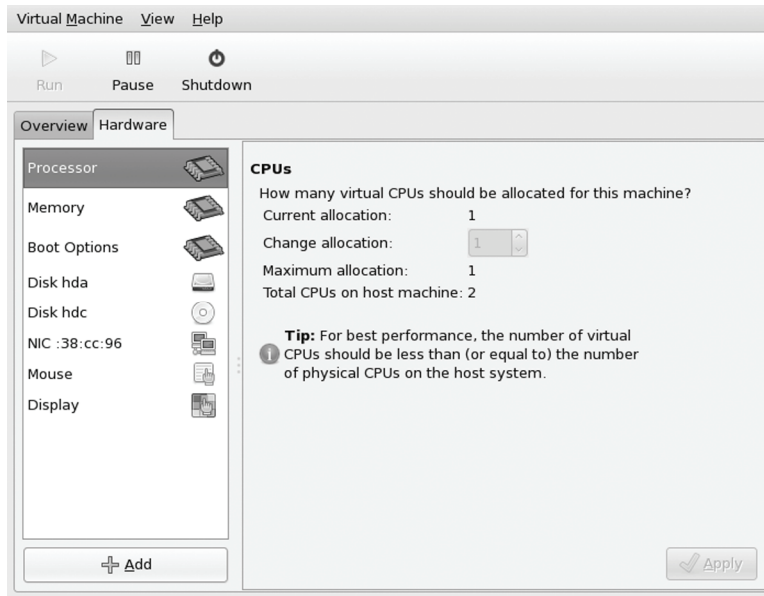 Virtual Machine View Help
Run Pause Shutdown
Overview Hardware
Processor
Memory
Boot Options
Disk hda
Disk hdc
NIC :38:cc:96
Mouse
Display
Add
CPUs
How many virtual CPUs should be allocated for this machine?
Current allocation: 1
Change allocation: 1
Maximum allocation: 1
Total CPUs on host machine: 2
Tip: For best performance, the number of virtual
CPUs should be less than (or equal to) the number
of physical CPUs on the host system.
Apply